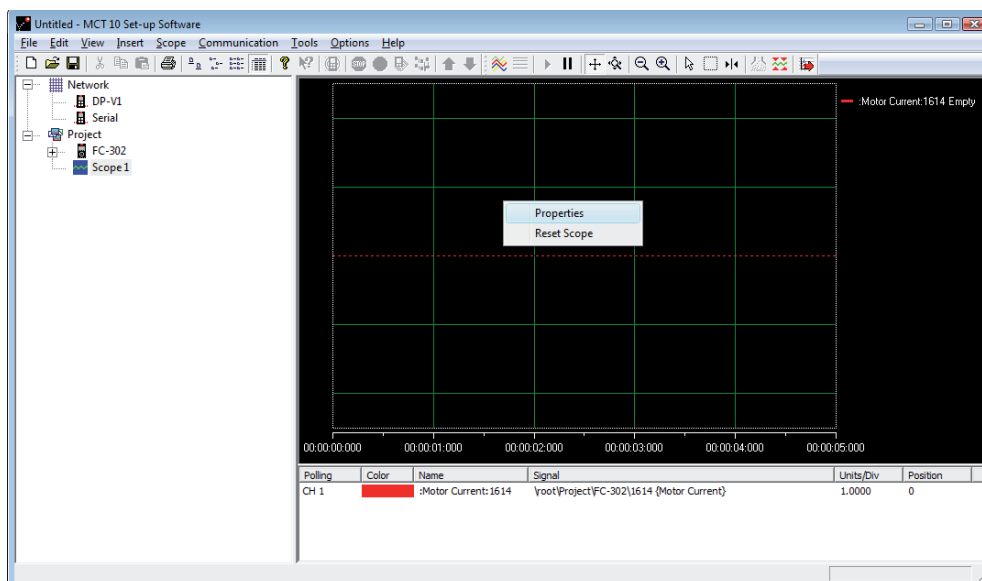 Untitled - MCT 10 Set-up Software
File Edit View Insert Scope Communication Tools Options Help
Network
DP-V1
Serial
Project
FC-302
Scope1
:Motor Current:1614 Empty
Properties
Reset Scope
00:00:00:000 00:00:01:000 00:00:02:000 00:00:03:000 00:00:04:000 00:00:05:000
Polling Color Name Signal Units/Div Position
CH 1 :Motor Current:1614 \root\Project\FC-302\1614 {Motor Current} 1.0000 0